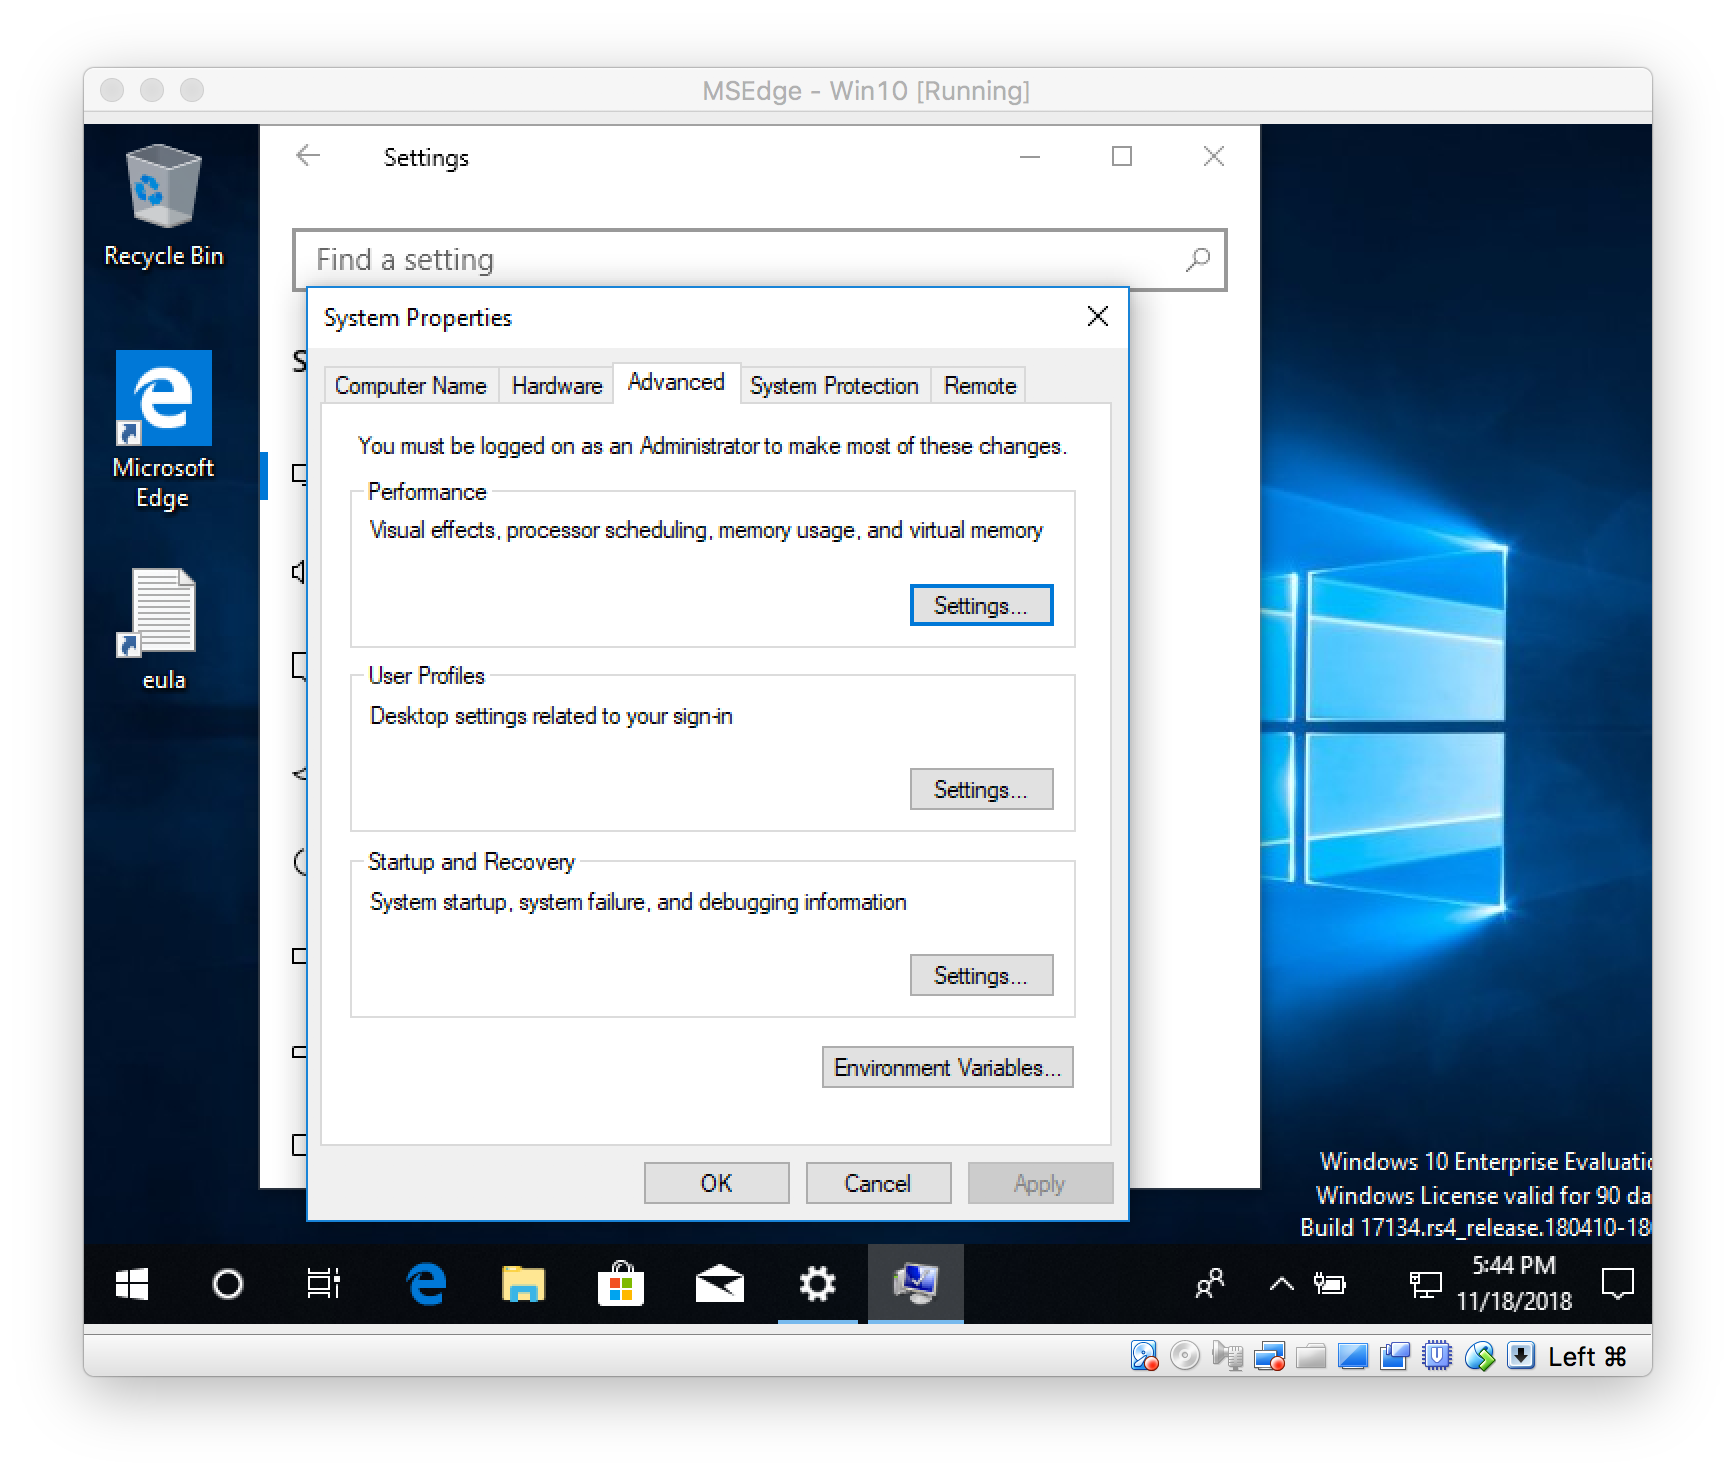 MSEdge - Win10 [Running]
Recycle Bin
Microsoft
Edge
eula
Settings
Find a setting
System Properties
Computer Name
Hardware
Advanced
System Protection
Remote
You must be logged on as an Administrator to make most of these changes.
Performance
Visual effects, processor scheduling, memory usage, and virtual memory
Settings...
User Profiles
Desktop settings related to your sign-in
Settings...
Startup and Recovery
System startup, system failure, and debugging information
Settings...
Environment Variables...
OK
Cancel
Apply
Windows 10 Enterprise Evaluatio
Windows License valid for 90 da
Build 17134.rs4_release.180410-18
5:44 PM
11/18/2018
Left ⌘